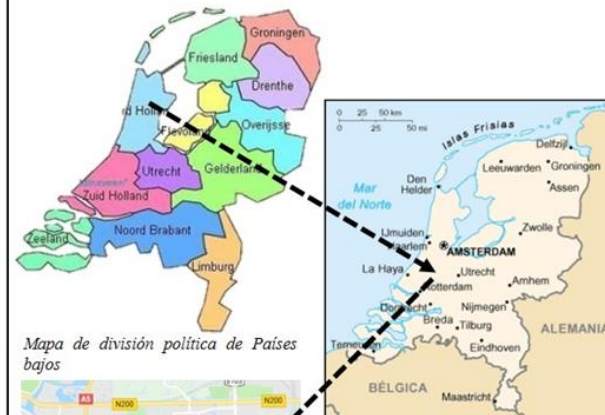 Groningen
Friesland
Drenthe
rd Hollan
Flevoland
Overijsse
Utrecht
Gelderland
Zuid Holland
Noord Brabant
Zeeland
Limburg
Mapa de división política de Países
bajos
A5
N200
N200
0 25 50 km
0 25 50 mi
Islas Frisias
Delfzijl
Leeuwarden
Groningen
Assen
Den
Helder
Mar
del Norte
IJmuiden
Haarlem
Zwolle
AMSTERDAM
La Haya
Utrecht
Rotterdam
Arnhem
Dordrecht
Nijmegen
Breda
Tilburg
Terneuzen
Eindhoven
ALEMANIA
BÉLGICA
Maastricht